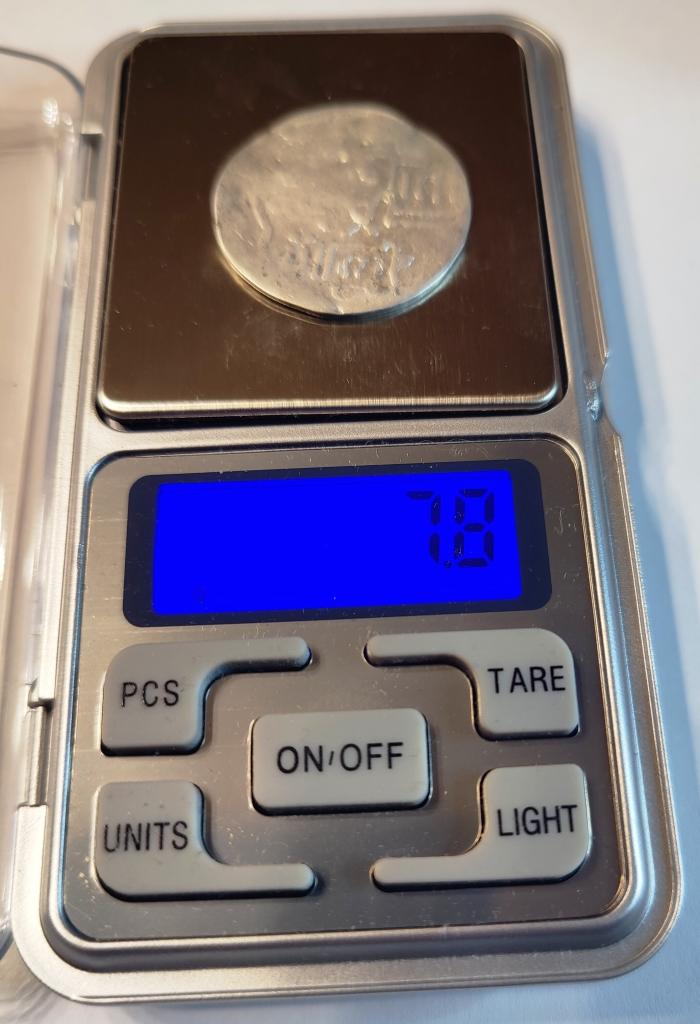 7.8
PCS
TARE
ON/OFF
UNITS
LIGHT